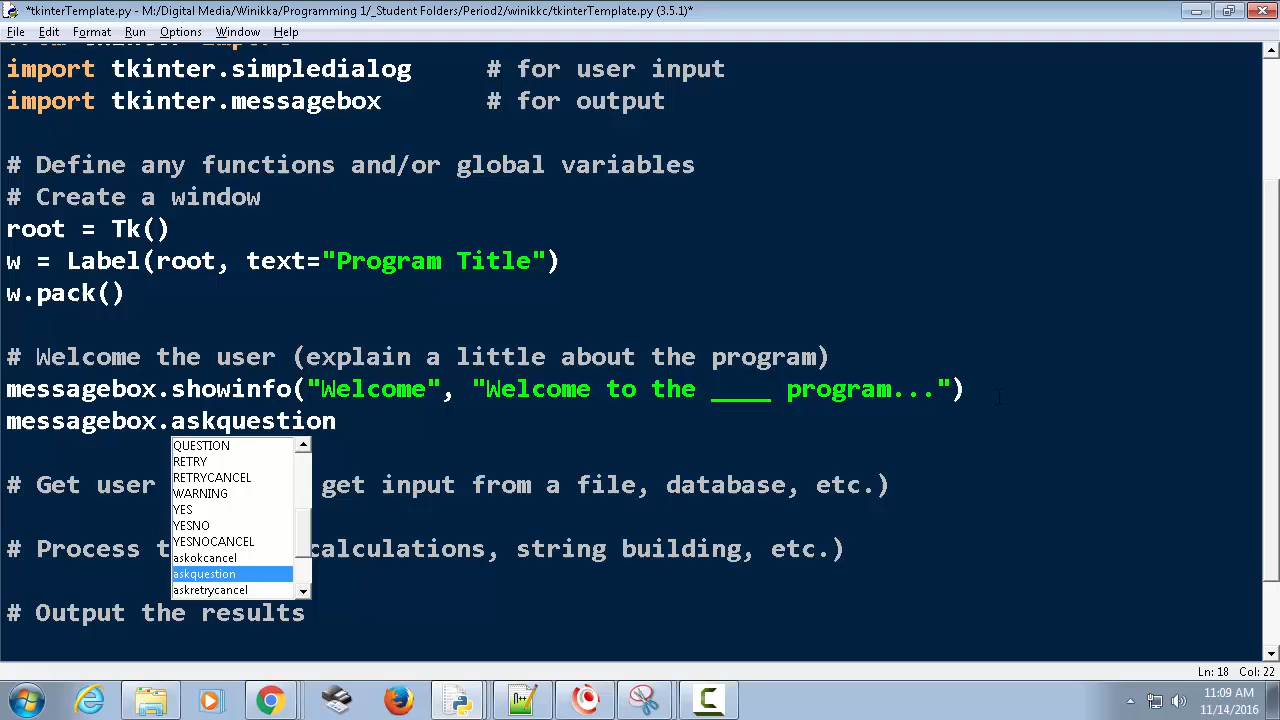 *tkinterTemplate.py - M:/Digital Media/Winikka/Programming 1/_Student Folders/Period2/winikkc/tkinterTemplate.py (3.5.1)*
File Edit Format Run Options Window Help
import tkinter.simpledialog # for user input
import tkinter.messagebox # for output
# Define any functions and/or global variables
# Create a window
root = Tk()
w = Label(root, text="Program Title")
w.pack()
# Welcome the user (explain a little about the program)
messagebox.showinfo("Welcome", "Welcome to the ____ program...")
messagebox.askquestion
QUESTION
RETRY
RETRYCANCEL
WARNING
YES
YESNO
YESNOCANCEL
askokcancel
askquestion
askretrycancel
# Get user get input from a file, database, etc.)
# Process t calculations, string building, etc.)
# Output the results
Ln: 18 Col: 22
11:09 AM
11/14/2016